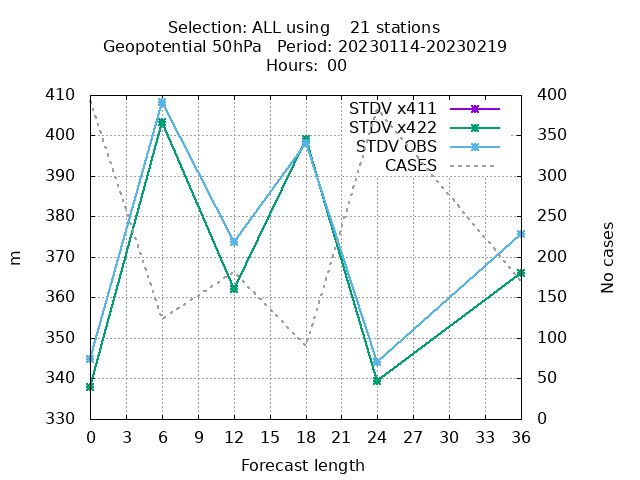 Selection: ALL using    21 stations
Geopotential 50hPa   Period: 20230114-20230219
Hours:  00
STDV x411
STDV x422
STDV OBS
CASES
410
400
390
380
370
360
350
340
330
400
350
300
250
200
150
100
50
0
m
No cases
0 3 6 9 12 15 18 21 24 27 30 33 36
Forecast length